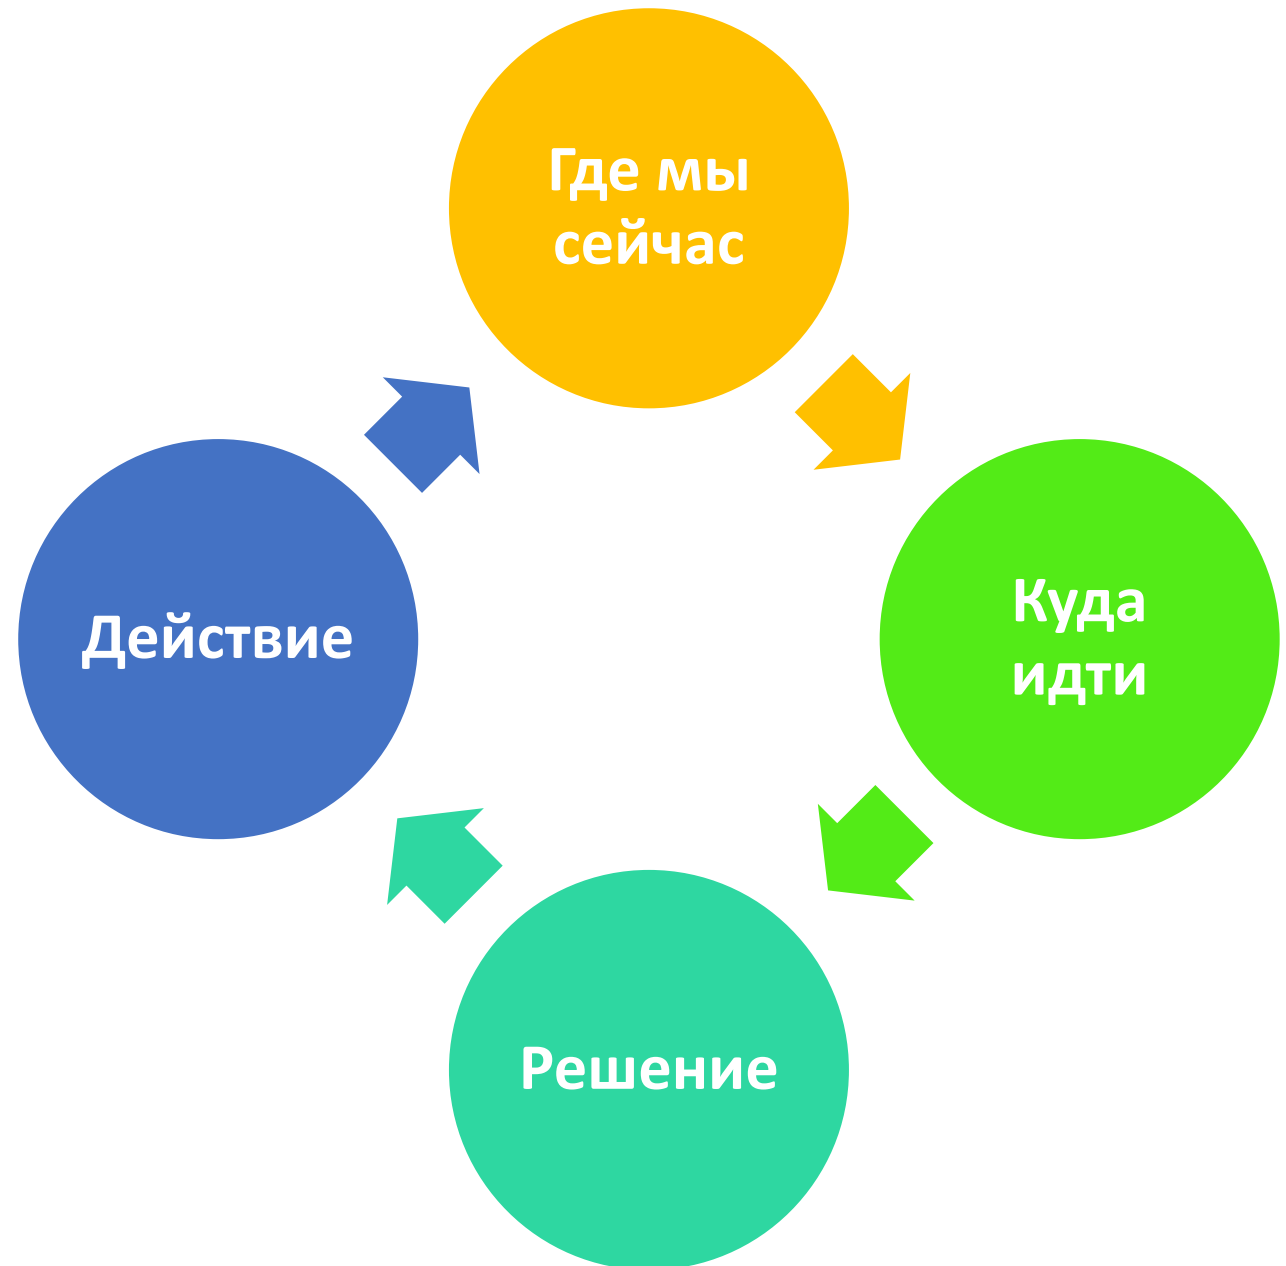 Где мы
сейчас
Куда
идти
Решение
Действие